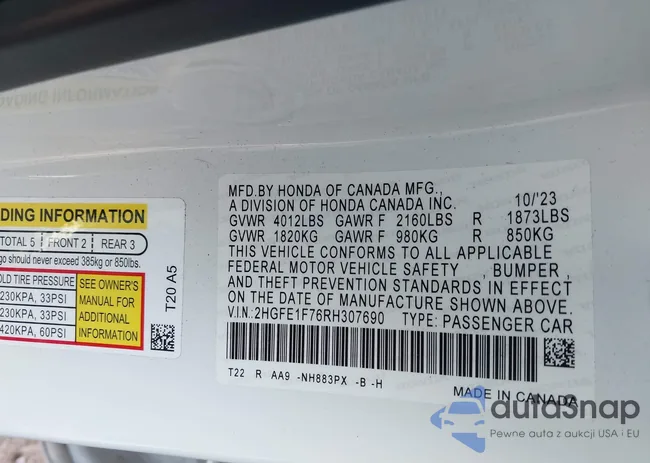 DING INFORMATION
TOTAL 5 FRONT 2 REAR 3
go should never exceed 385kg or 850lbs.
OLD TIRE PRESSURE
230KPA, 33PSI
230KPA, 33PSI
420KPA, 60PSI
SEE OWNER'S
MANUAL FOR
ADDITIONAL
INFORMATION
T20 A5
MFD.BY HONDA OF CANADA MFG.,
A DIVISION OF HONDA CANADA INC. 10/'23
GVWR 4012LBS GAWR F 2160LBS R 1873LBS
GVWR 1820KG GAWR F 980KG R 850KG
THIS VEHICLE CONFORMS TO ALL APPLICABLE
FEDERAL MOTOR VEHICLE SAFETY , BUMPER ,
AND THEFT PREVENTION STANDARDS IN EFFECT
ON THE DATE OF MANUFACTURE SHOWN ABOVE.
V.I.N.: 2HGFE1F76RH307690 TYPE: PASSENGER CAR
T22 R AA9 -NH883PX -B -H
MADE IN CANADA
autosnap
Pewne auta z aukcji USA i EU